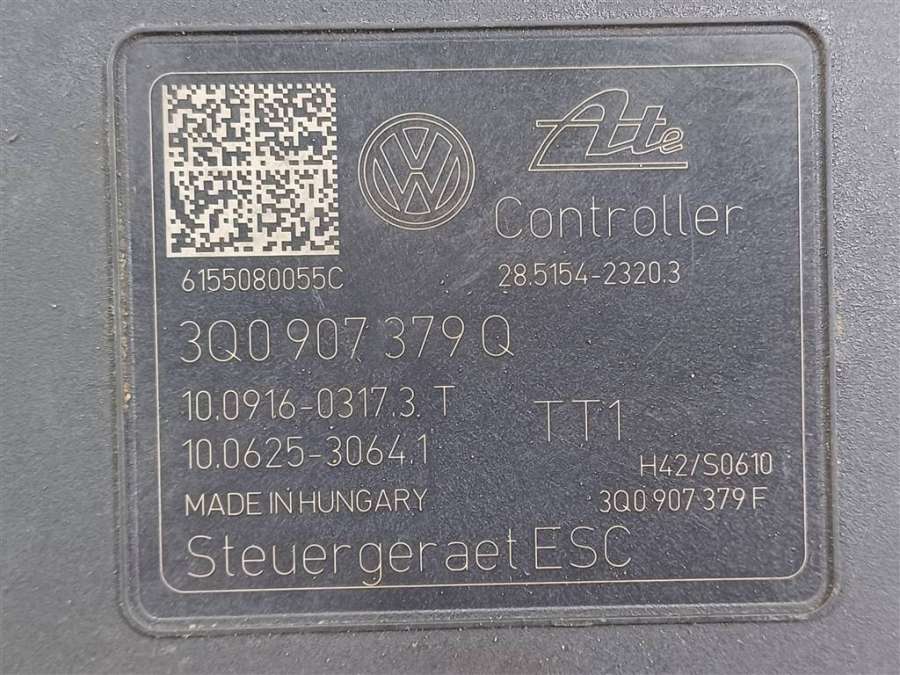 Ate
Controller
6155080055C
28.5154-2320.3
3Q0 907 379 Q
10.0916-0317.3. T
10.0625-3064.1
TT1
H42/S0610
MADE IN HUNGARY
3Q0 907 379 F
Steuergeraet ESC